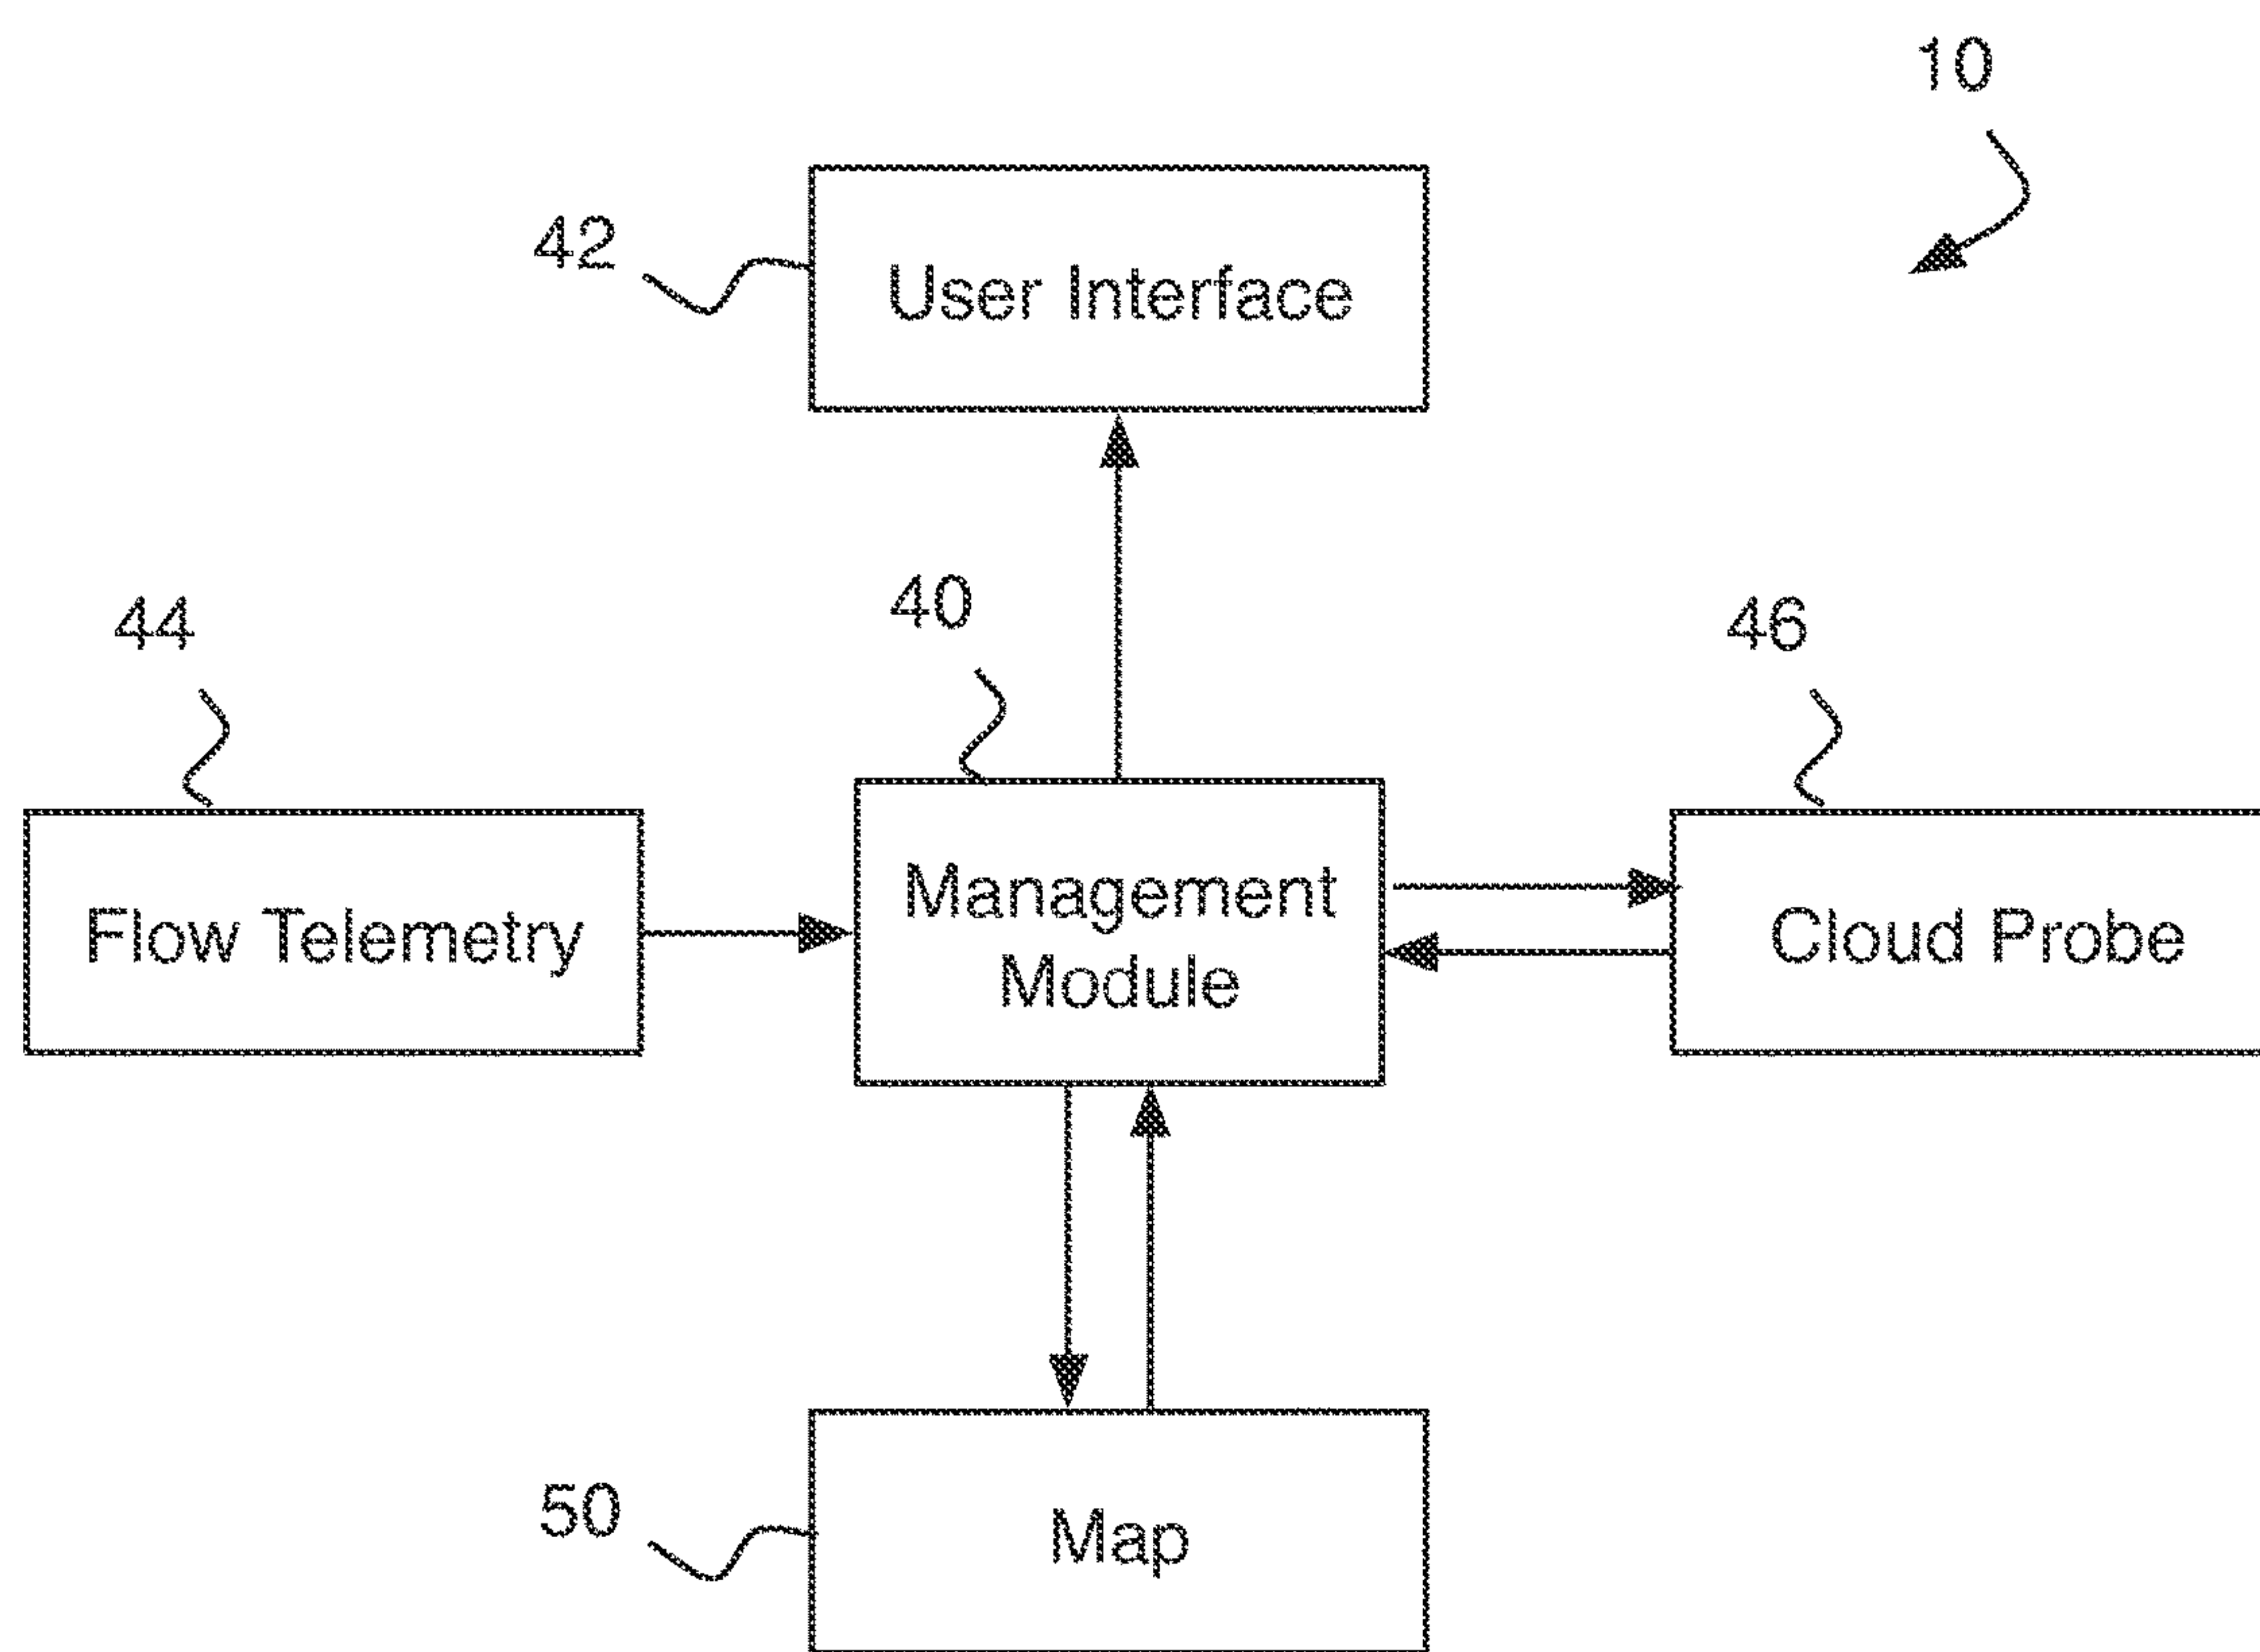 10
42
User Interface
44
40
46
Flow Telemetry
Management
Module
Cloud Probe
50
Map